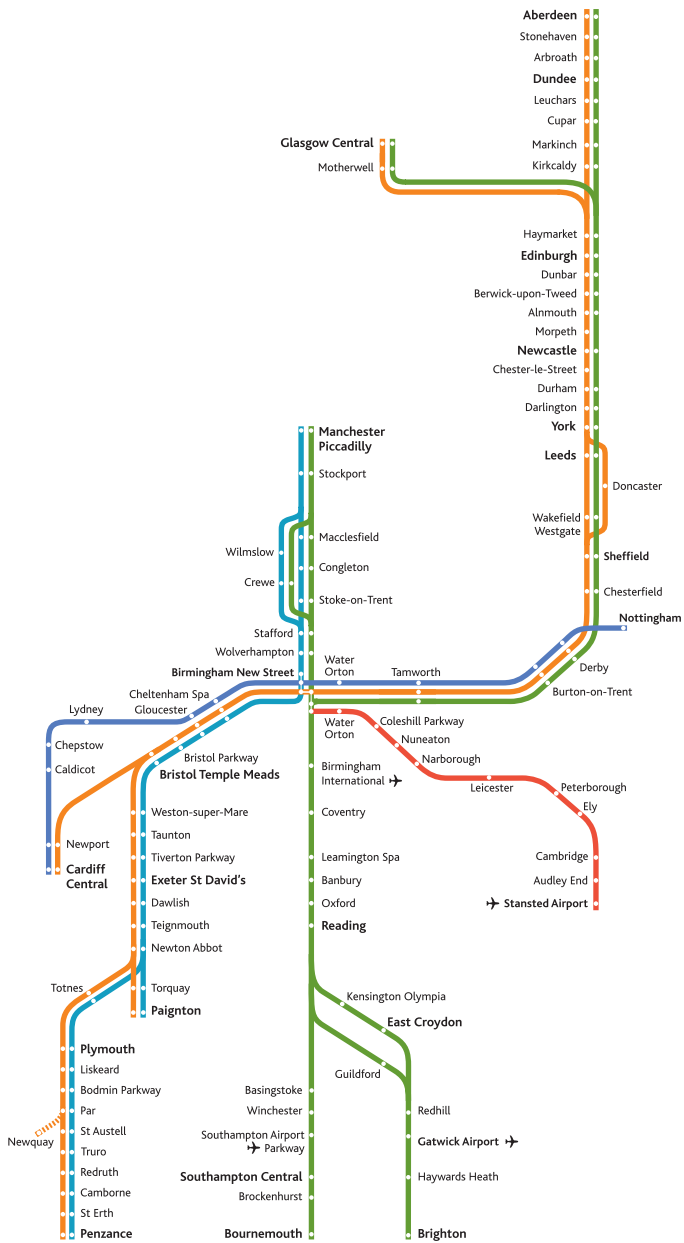 Aberdeen
Stonehaven
Arbroath
Dundee
Leuchars
Cupar
Glasgow Central
Markinch
Motherwell
Kirkcaldy
Haymarket
Edinburgh
Dunbar
Berwick-upon-Tweed
Alnmouth
Morpeth
Newcastle
Chester-le-Street
Durham
Darlington
York
Manchester
Piccadilly
Leeds
Stockport
Doncaster
Wakefield
Westgate
Macclesfield
Wilmslow
Sheffield
Congleton
Crewe
Chesterfield
Stoke-on-Trent
Nottingham
Stafford
Wolverhampton
Water
Orton
Derby
Birmingham New Street
Tamworth
Burton-on-Trent
Cheltenham Spa
Gloucester
Lydney
Water
Orton
Coleshill Parkway
Nuneaton
Chepstow
Bristol Parkway
Narborough
Caldicot
Bristol Temple Meads
Birmingham
International
Leicester
Peterborough
Ely
Weston-super-Mare
Coventry
Taunton
Newport
Tiverton Parkway
Leamington Spa
Cambridge
Cardiff
Central
Exeter St David's
Banbury
Audley End
Dawlish
Oxford
Stansted Airport
Teignmouth
Reading
Newton Abbot
Totnes
Torquay
Kensington Olympia
Paignton
East Croydon
Plymouth
Liskeard
Guildford
Bodmin Parkway
Basingstoke
Par
Winchester
Redhill
St Austell
Newquay
Southampton Airport
Parkway
Gatwick Airport
Truro
Redruth
Southampton Central
Haywards Heath
Camborne
Brockenhurst
St Erth
Penzance
Bournemouth
Brighton